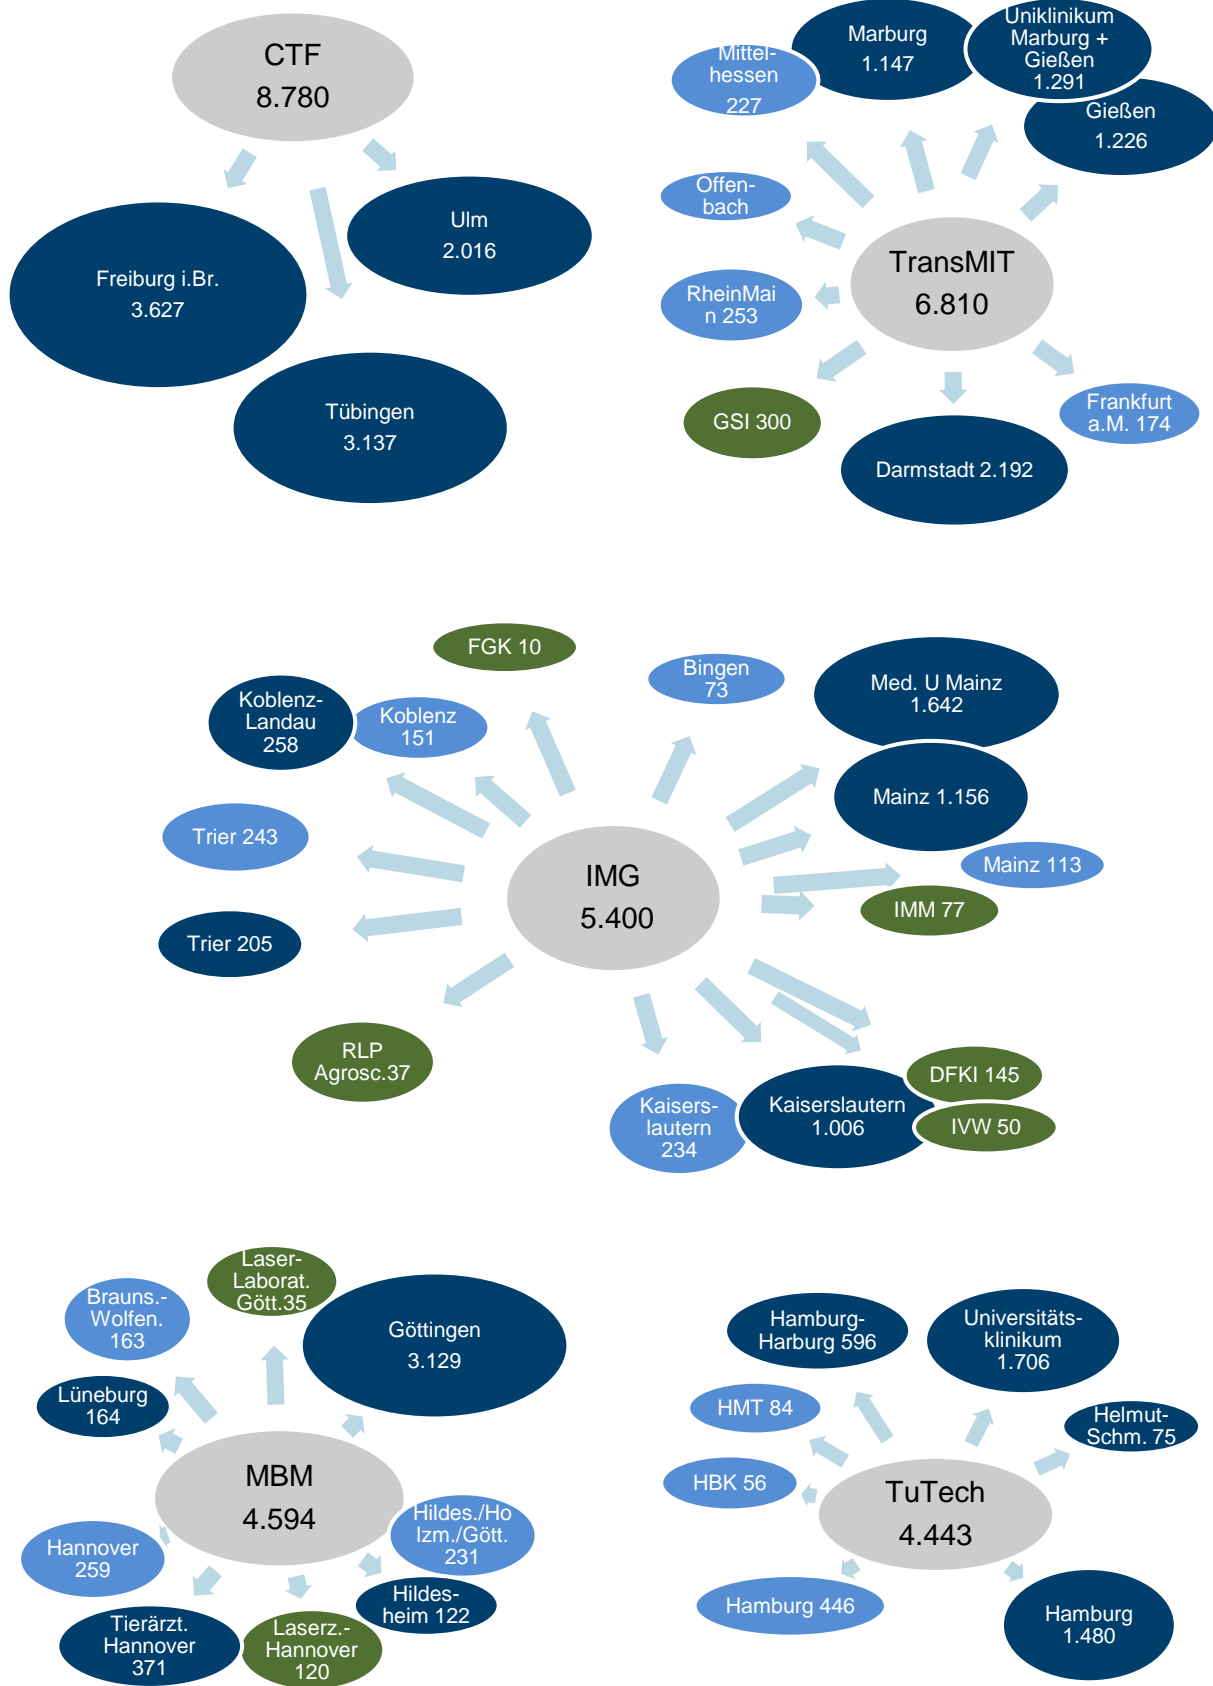 CTF
8.780
Freiburg i.Br.
3.627
Ulm
2.016
Tübingen
3.137
Mittel-
hessen
227
Marburg
1.147
Uniklinikum
Marburg +
Gießen
1.291
Gießen
1.226
Offen-
bach
TransMIT
6.810
RheinMai
n 253
GSI 300
Darmstadt 2.192
Frankfurt
a.M. 174
FGK 10
Bingen
73
Med. U Mainz
1.642
Koblenz-
Landau
258
Koblenz
151
Mainz 1.156
Trier 243
Mainz 113
IMG
5.400
IMM 77
Trier 205
RLP
Agrosc.37
DFKI 145
Kaisers-
lautern
234
Kaiserslautern
1.006
IVW 50
Laser-
Laborat.
Gött.35
Brauns.-
Wolfen.
163
Göttingen
3.129
Lüneburg
164
MBM
4.594
Hannover
259
Hildes./Ho
lzm./Gött.
231
Hildes-
heim 122
Tierärzt.
Hannover
371
Laserz.-
Hannover
120
Hamburg-
Harburg 596
Universitäts-
klinikum
1.706
HMT 84
Helmut-
Schm. 75
HBK 56
TuTech
4.443
Hamburg 446
Hamburg
1.480